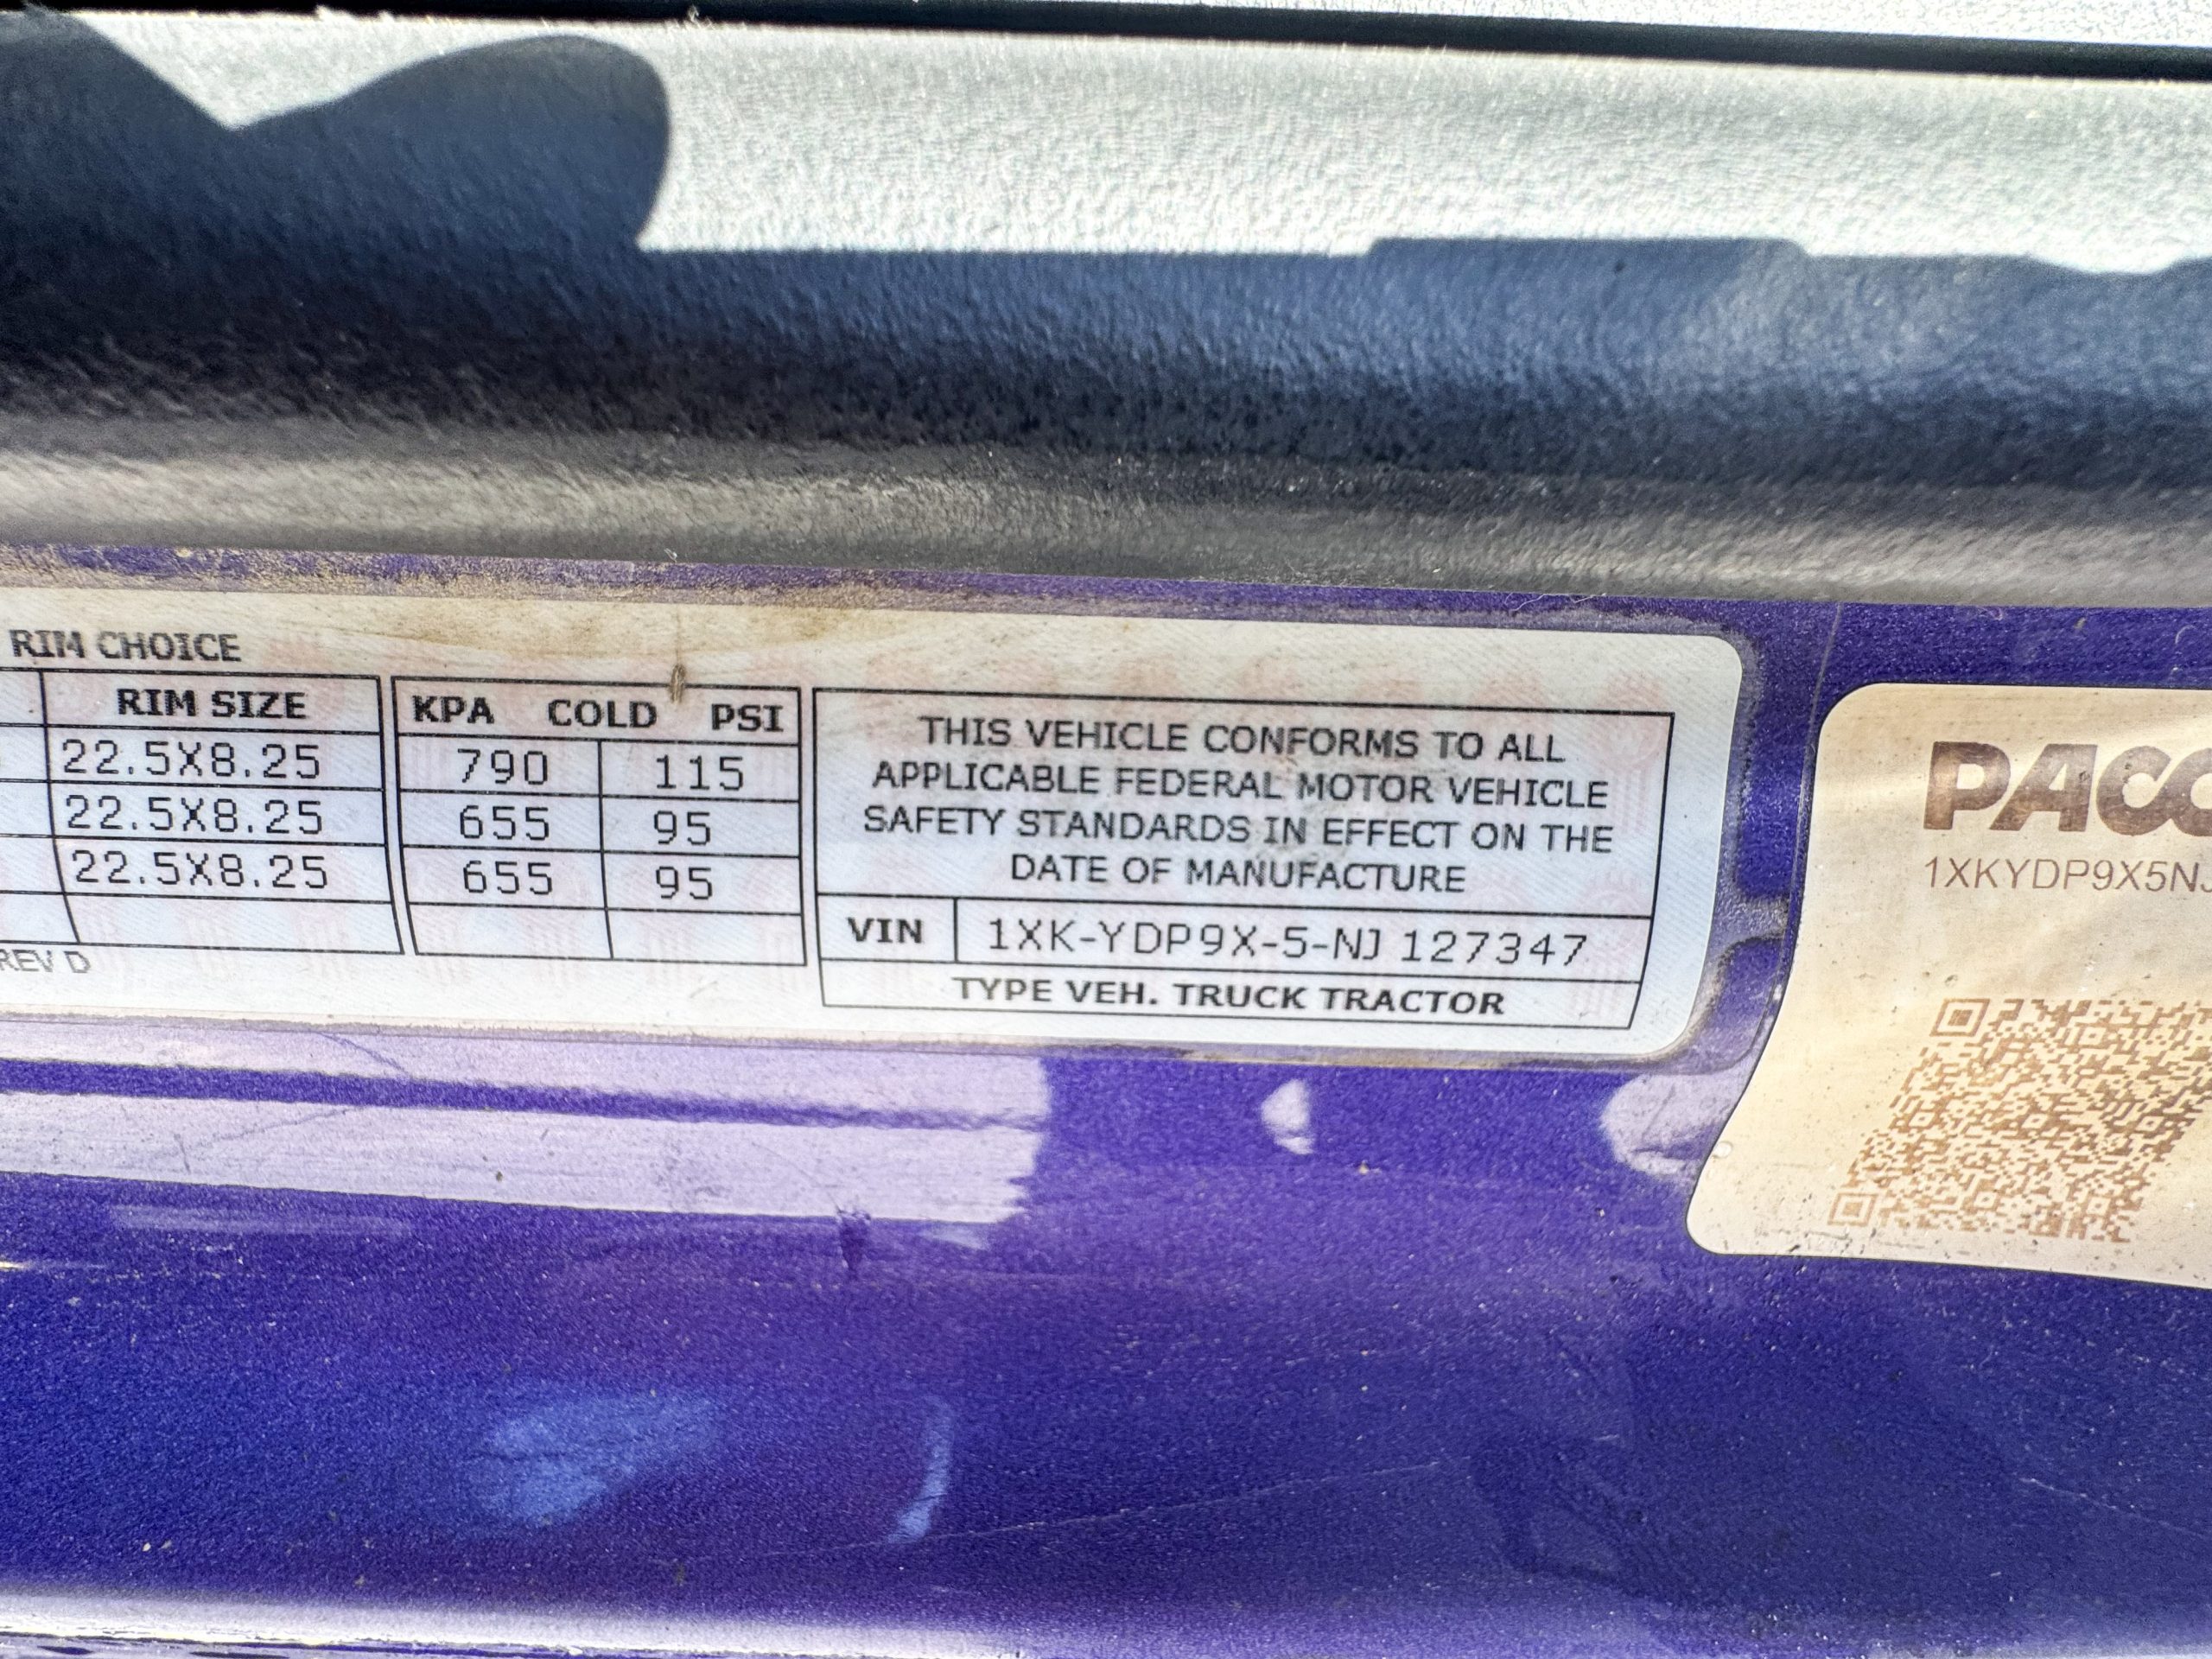 RIM CHOICE
RIM SIZE
KPA COLD PSI
22.5X8.25 790 115
22.5X8.25 655 95
22.5X8.25 655 95
REV D
THIS VEHICLE CONFORMS TO ALL
APPLICABLE FEDERAL MOTOR VEHICLE
SAFETY STANDARDS IN EFFECT ON THE
DATE OF MANUFACTURE
VIN 1XK-YDP9X-5-NJ 127347
TYPE VEH. TRUCK TRACTOR
PACC
1XKYDP9X5NJ